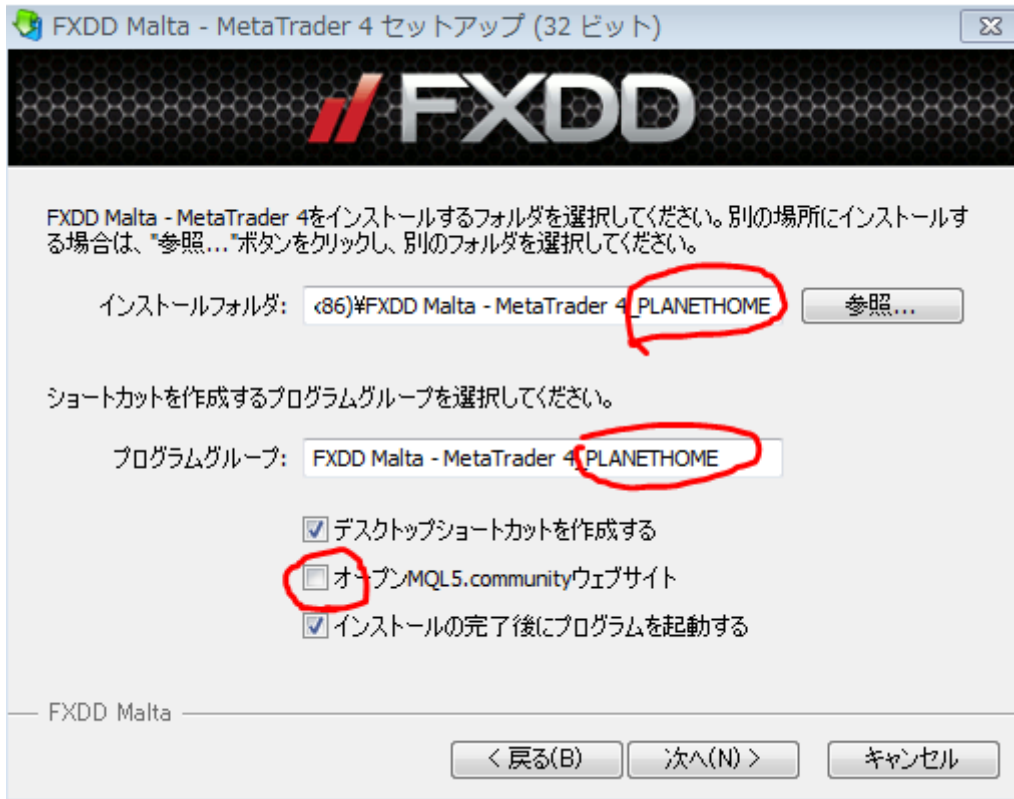 FXDD Malta - MetaTrader 4 セットアップ (32 ビット)
FXDD
FXDD Malta - MetaTrader 4をインストールするフォルダを選択してください。別の場所にインストールす
る場合は、"参照..."ボタンをクリックし、別のフォルダを選択してください。
インストールフォルダ: x86)¥FXDD Malta - MetaTrader 4_PLANETHOME 参照...
ショートカットを作成するプログラムグループを選択してください。
プログラムグループ: FXDD Malta - MetaTrader 4_PLANETHOME
デスクトップショートカットを作成する
オープンMQL5.communityウェブサイト
インストールの完了後にプログラムを起動する
FXDD Malta
< 戻る(B) 次へ(N) > キャンセル